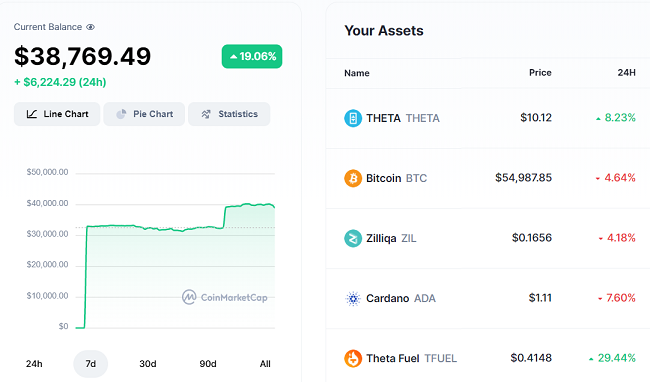 Current Balance
$38,769.49
19.06%
+ $6,224.29 (24h)
Line Chart
Pie Chart
Statistics
$50,000.00
$40,000.00
$30,000.00
$20,000.00
$10,000.00
$0
CoinMarketCap
24h 7d 30d 90d All
Your Assets
Name Price 24H
THETA THETA $10.12 8.23%
Bitcoin BTC $54,987.85 4.64%
Zilliqa ZIL $0.1656 4.18%
Cardano ADA $1.11 7.60%
Theta Fuel TFUEL $0.4148 29.44%